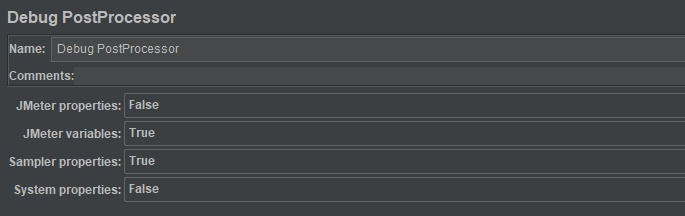 Debug PostProcessor
Name: Debug PostProcessor
Comments:
JMeter properties: False
JMeter variables: True
Sampler properties: True
System properties: False